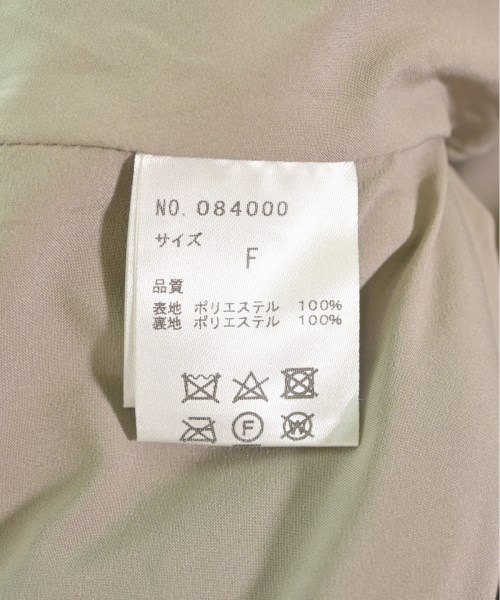 NO. 084000
サイズ
F
品質
表地 ポリエステル 100%
裏地 ポリエステル 100%
F
W